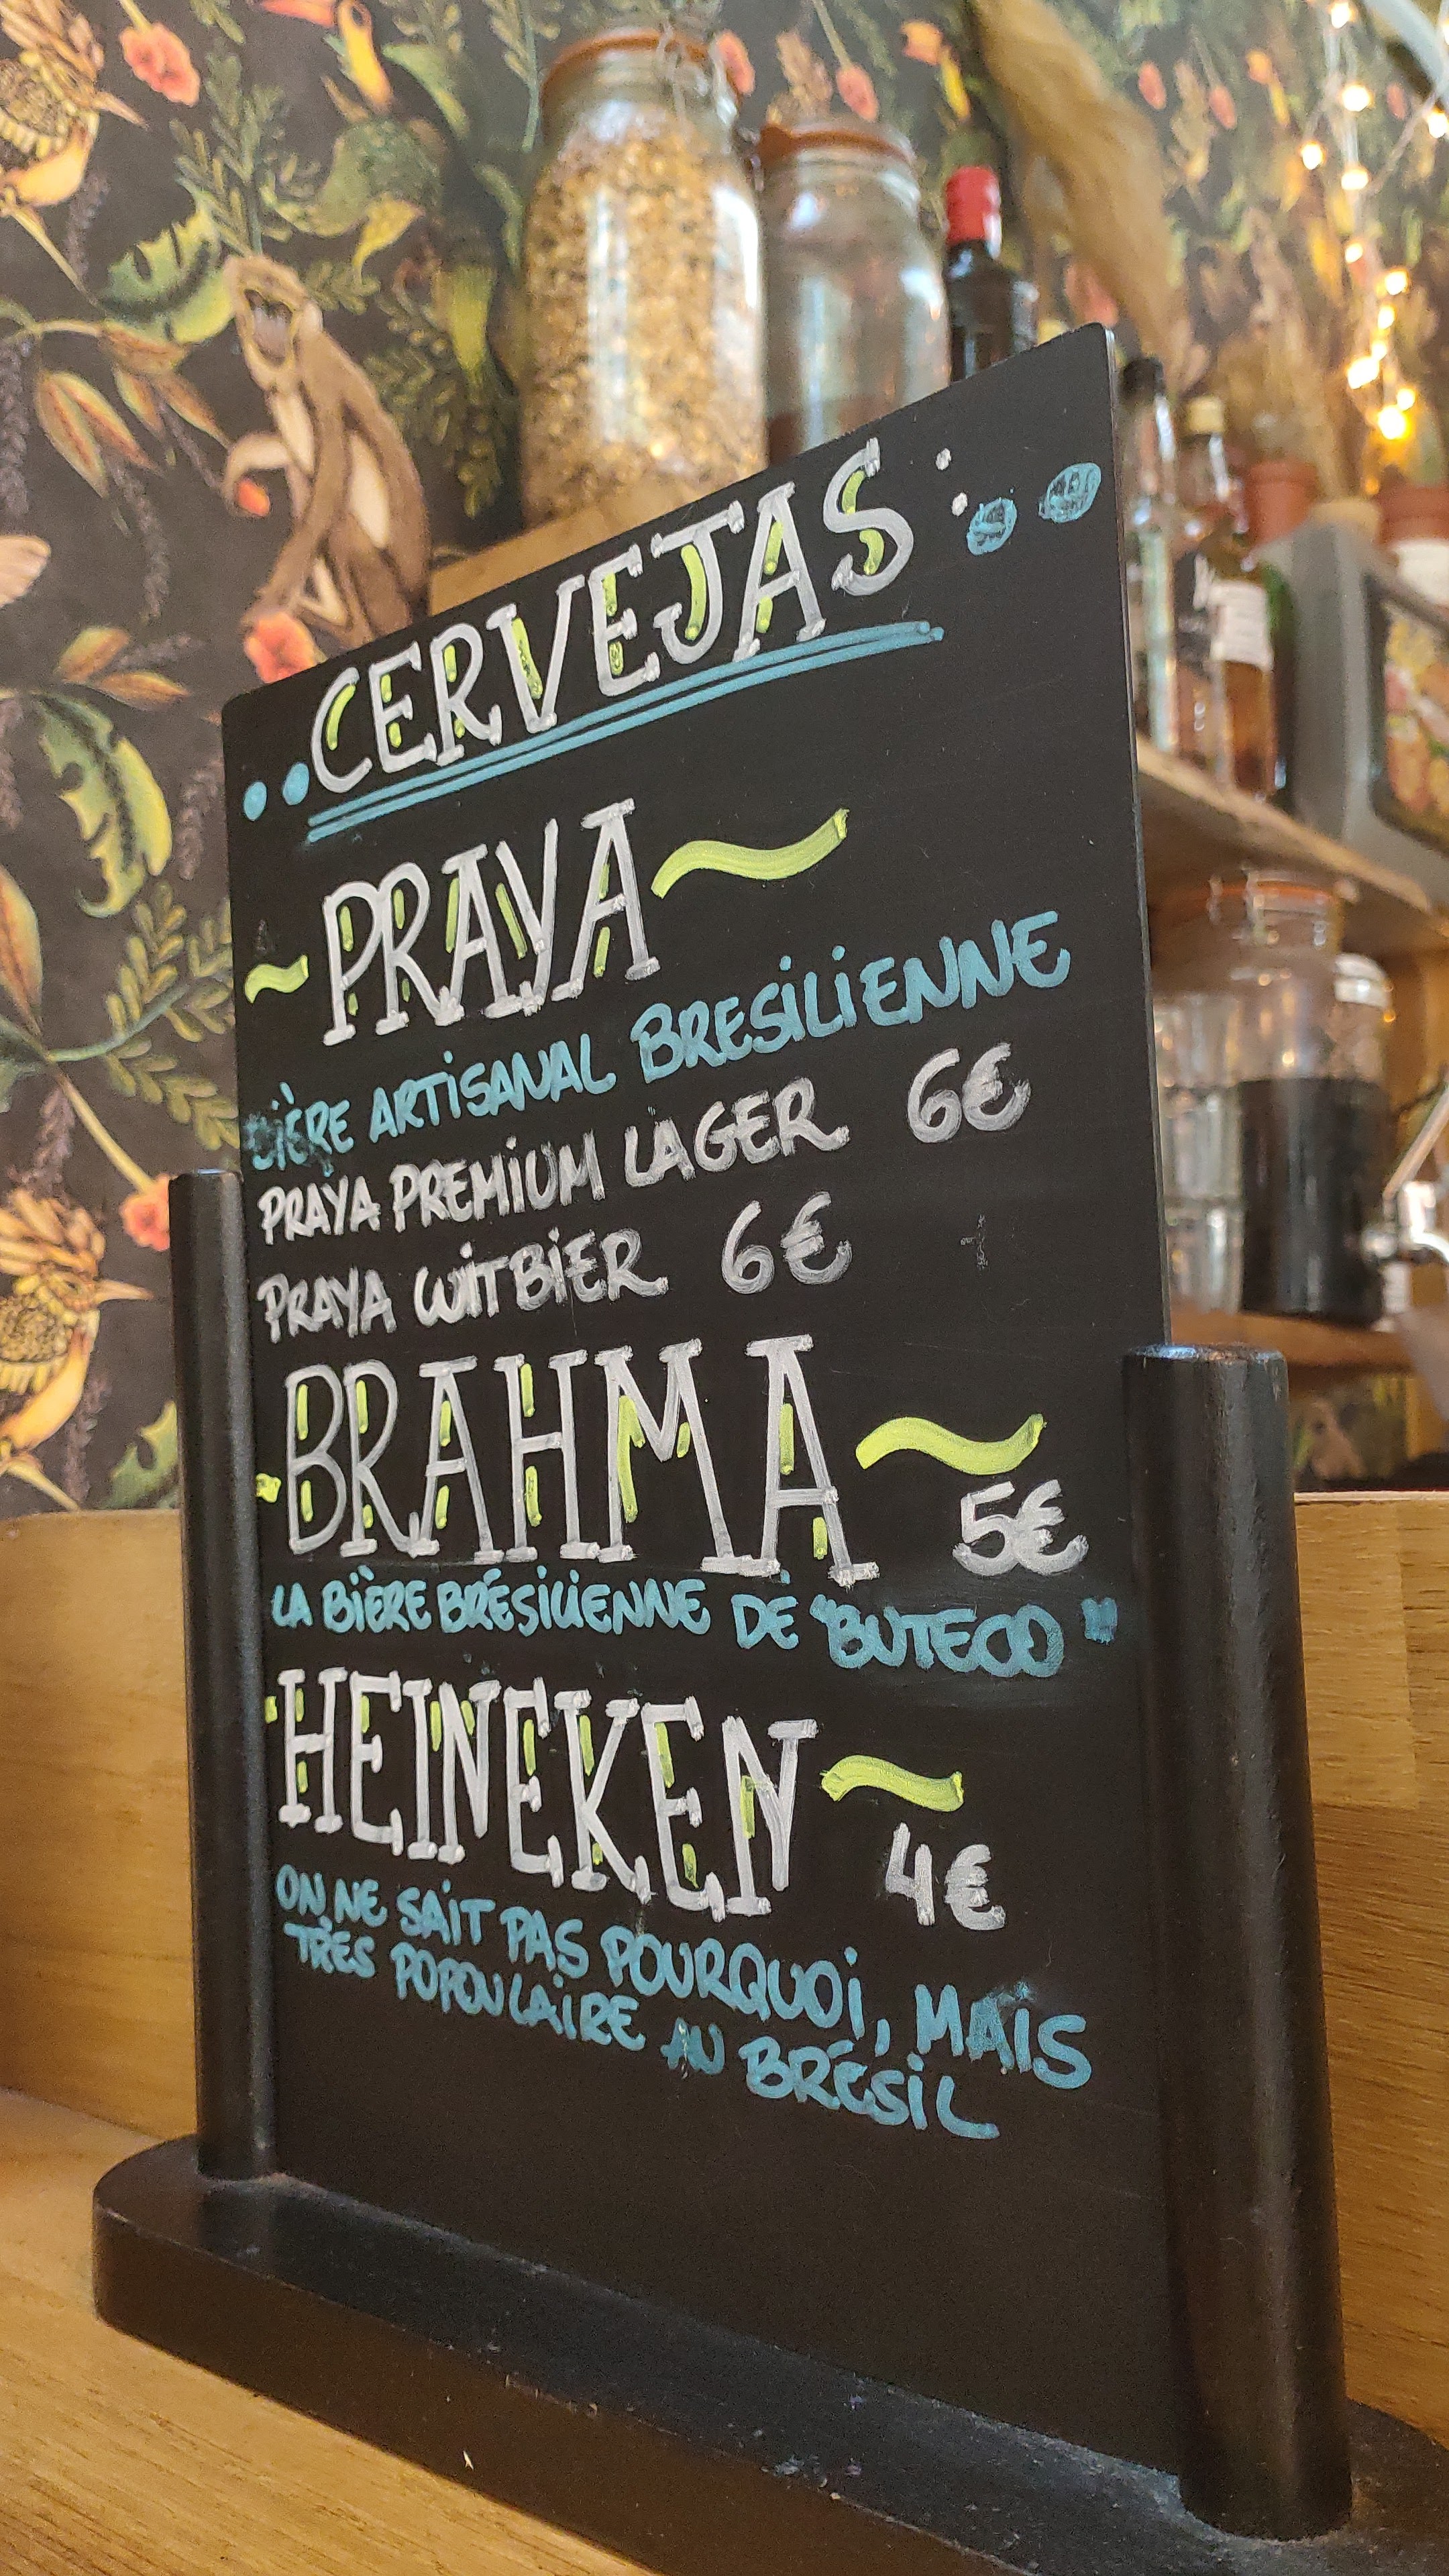 CERVEJAS
~PRAYA~
BIÈRE ARTISANAL BRESILIENNE
PRAYA PREMIUM LAGER 6€
PRAYA WITBIER 6€
BRAHMA~
5€
LA BIÈRE BRÉSILIENNE DE "BUTECO"
HEINEKEN~
4€
ON NE SAIT PAS POURQUOI, MAIS
TRÈS POPOULAIRE AU BRÉSIL